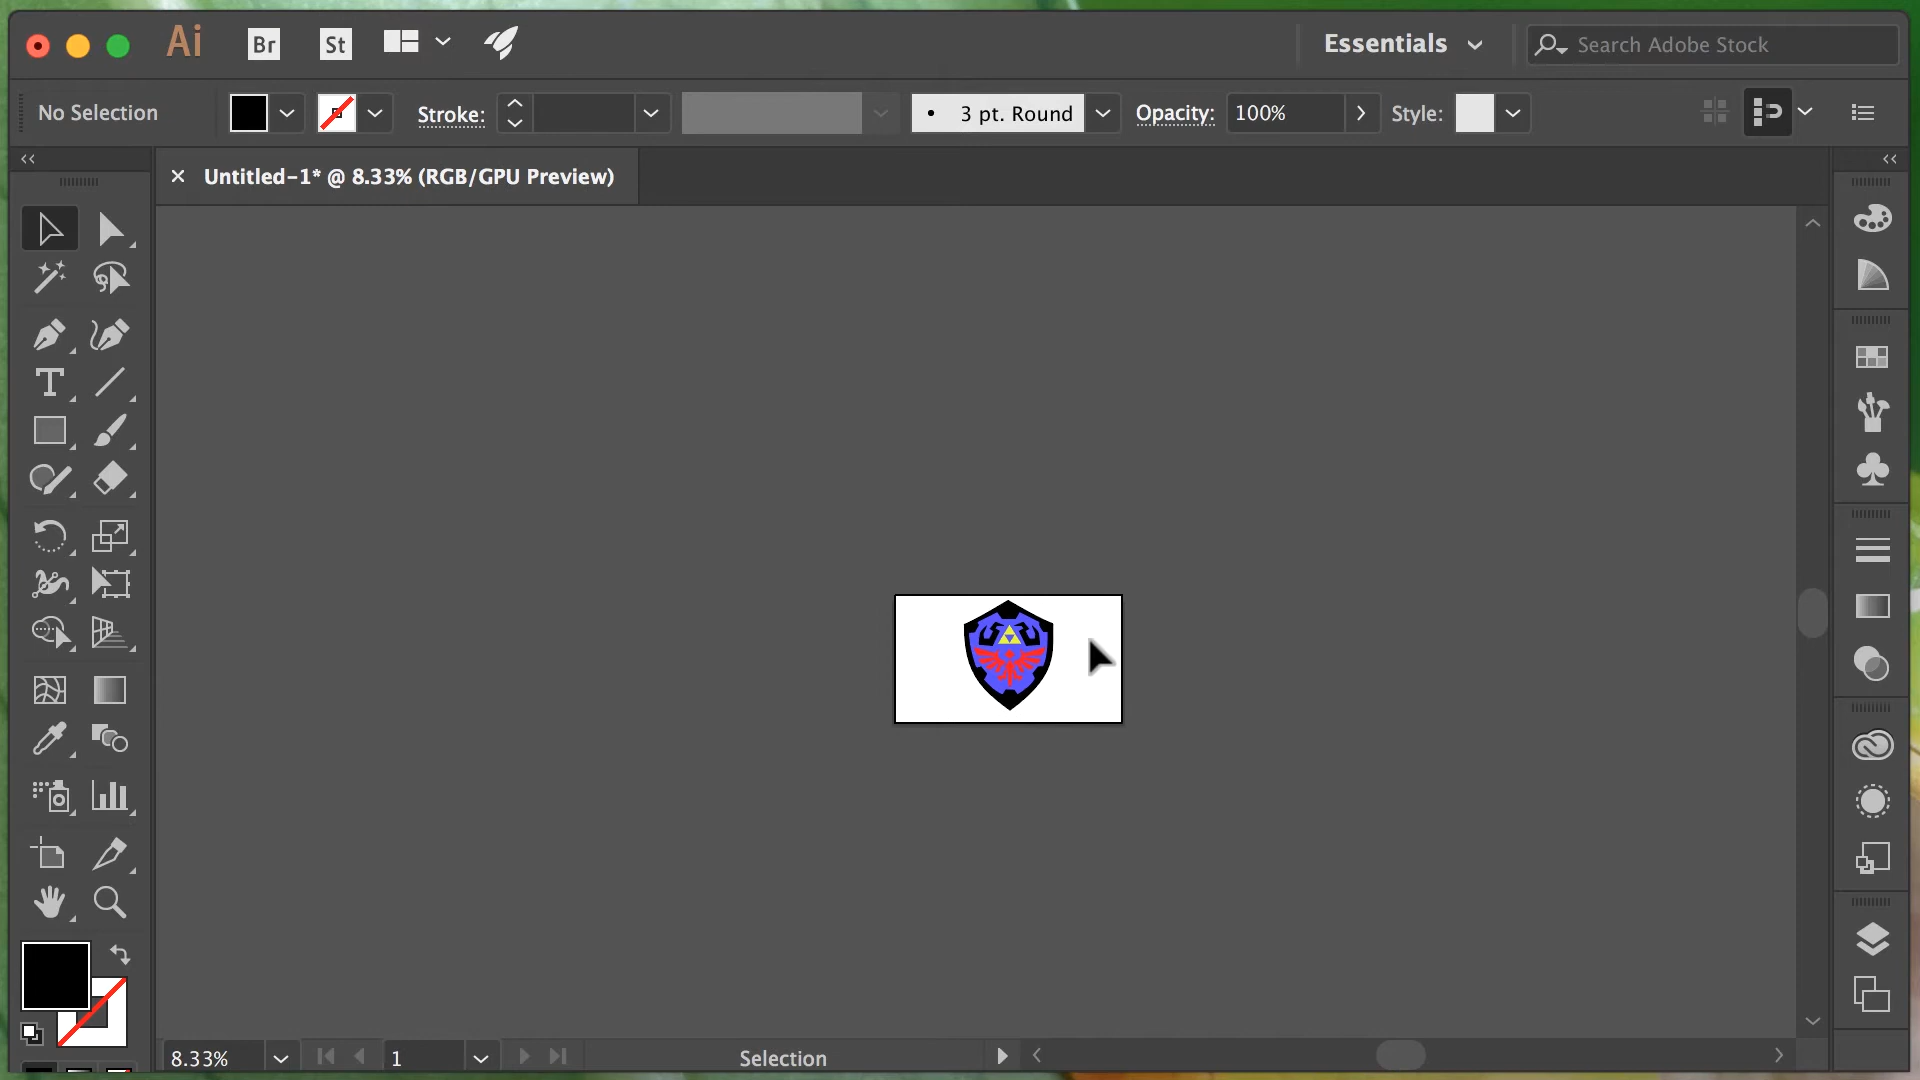 Ai
Br
St
Essentials
Search Adobe Stock
No Selection
Stroke:
3 pt. Round
Opacity:
100%
Style:
Untitled-1* @ 8.33% (RGB/GPU Preview)
T
8.33%
1
Selection